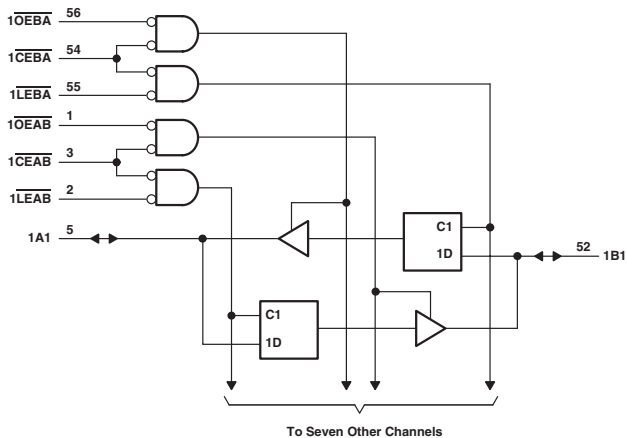 1OEBA 56
1CEBA 54
1LEBA 55
1OEAB 1
1CEAB 3
1LEAB 2
1A1 5
C1
1D
52 1B1
C1
1D
To Seven Other Channels